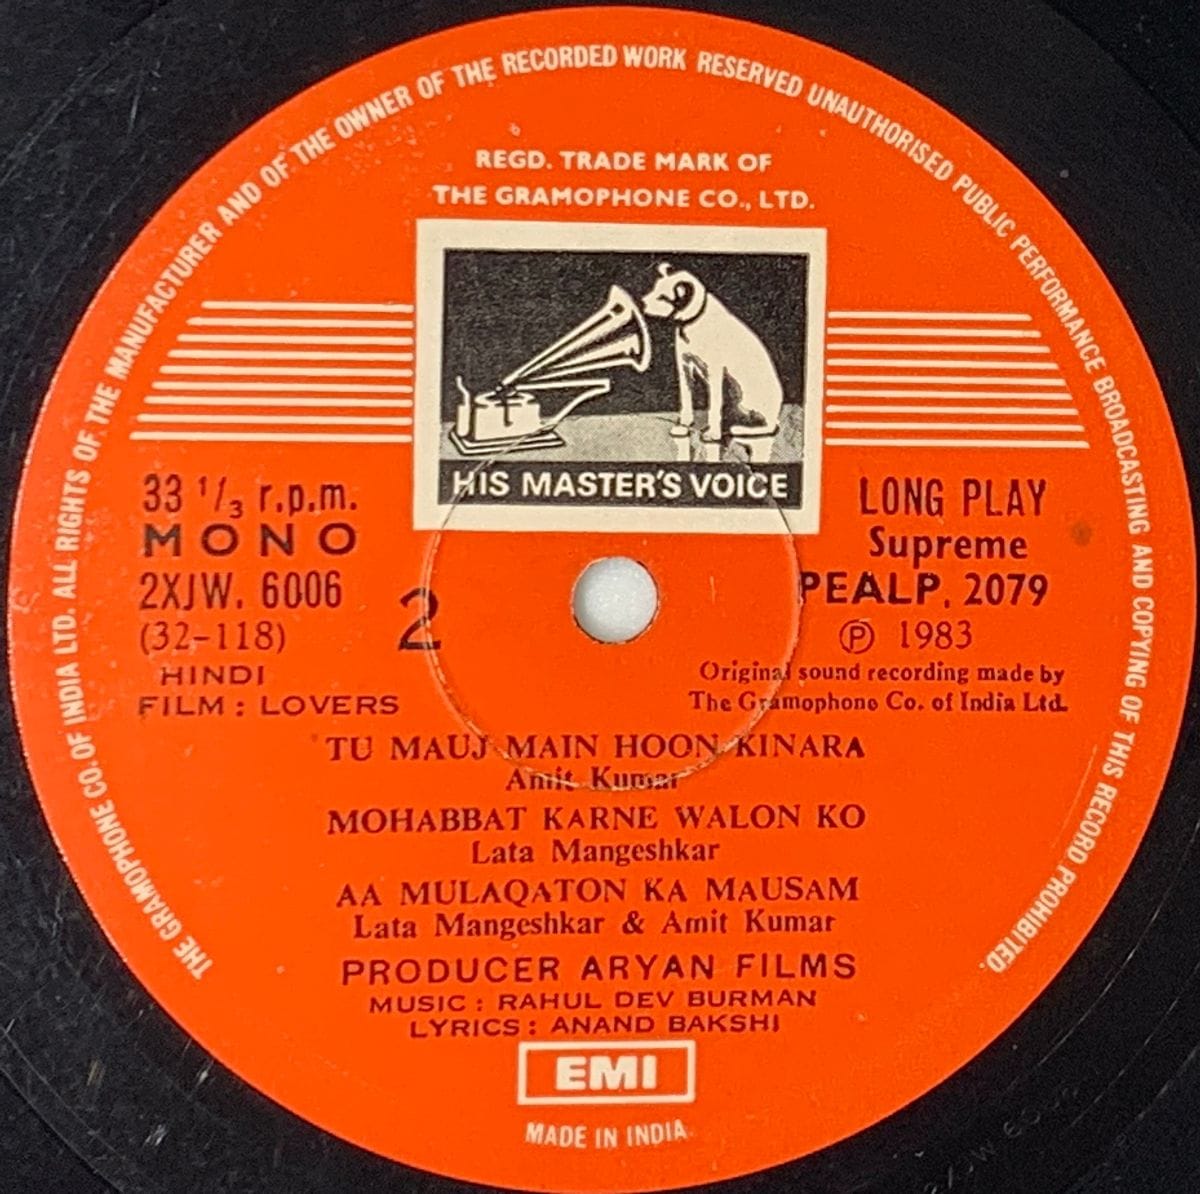 THE GRAMOPHONE CO. OF INDIA LTD. ALL RIGHTS OF THE MANUFACTURER AND OF THE OWNER OF THE RECORDED WORK RESERVED UNAUTHORISED PUBLIC PERFORMANCE BROADCASTING AND COPYING OF THIS RECORD PROHIBITED.
REGD. TRADE MARK OF
THE GRAMOPHONE CO., LTD.
HIS MASTER'S VOICE
33 1/3 r.p.m.
MONO
2XJW. 6006
(32-118)
2
HINDI
FILM : LOVERS
LONG PLAY
Supreme
PEALP. 2079
℗ 1983
Original sound recording made by
The Gramophone Co. of India Ltd.
TU MAUJ MAIN HOON KINARA
Amit Kumar
MOHABBAT KARNE WALON KO
Lata Mangeshkar
AA MULAQATON KA MAUSAM
Lata Mangeshkar & Amit Kumar
PRODUCER ARYAN FILMS
MUSIC : RAHUL DEV BURMAN
LYRICS : ANAND BAKSHI
EMI
MADE IN INDIA